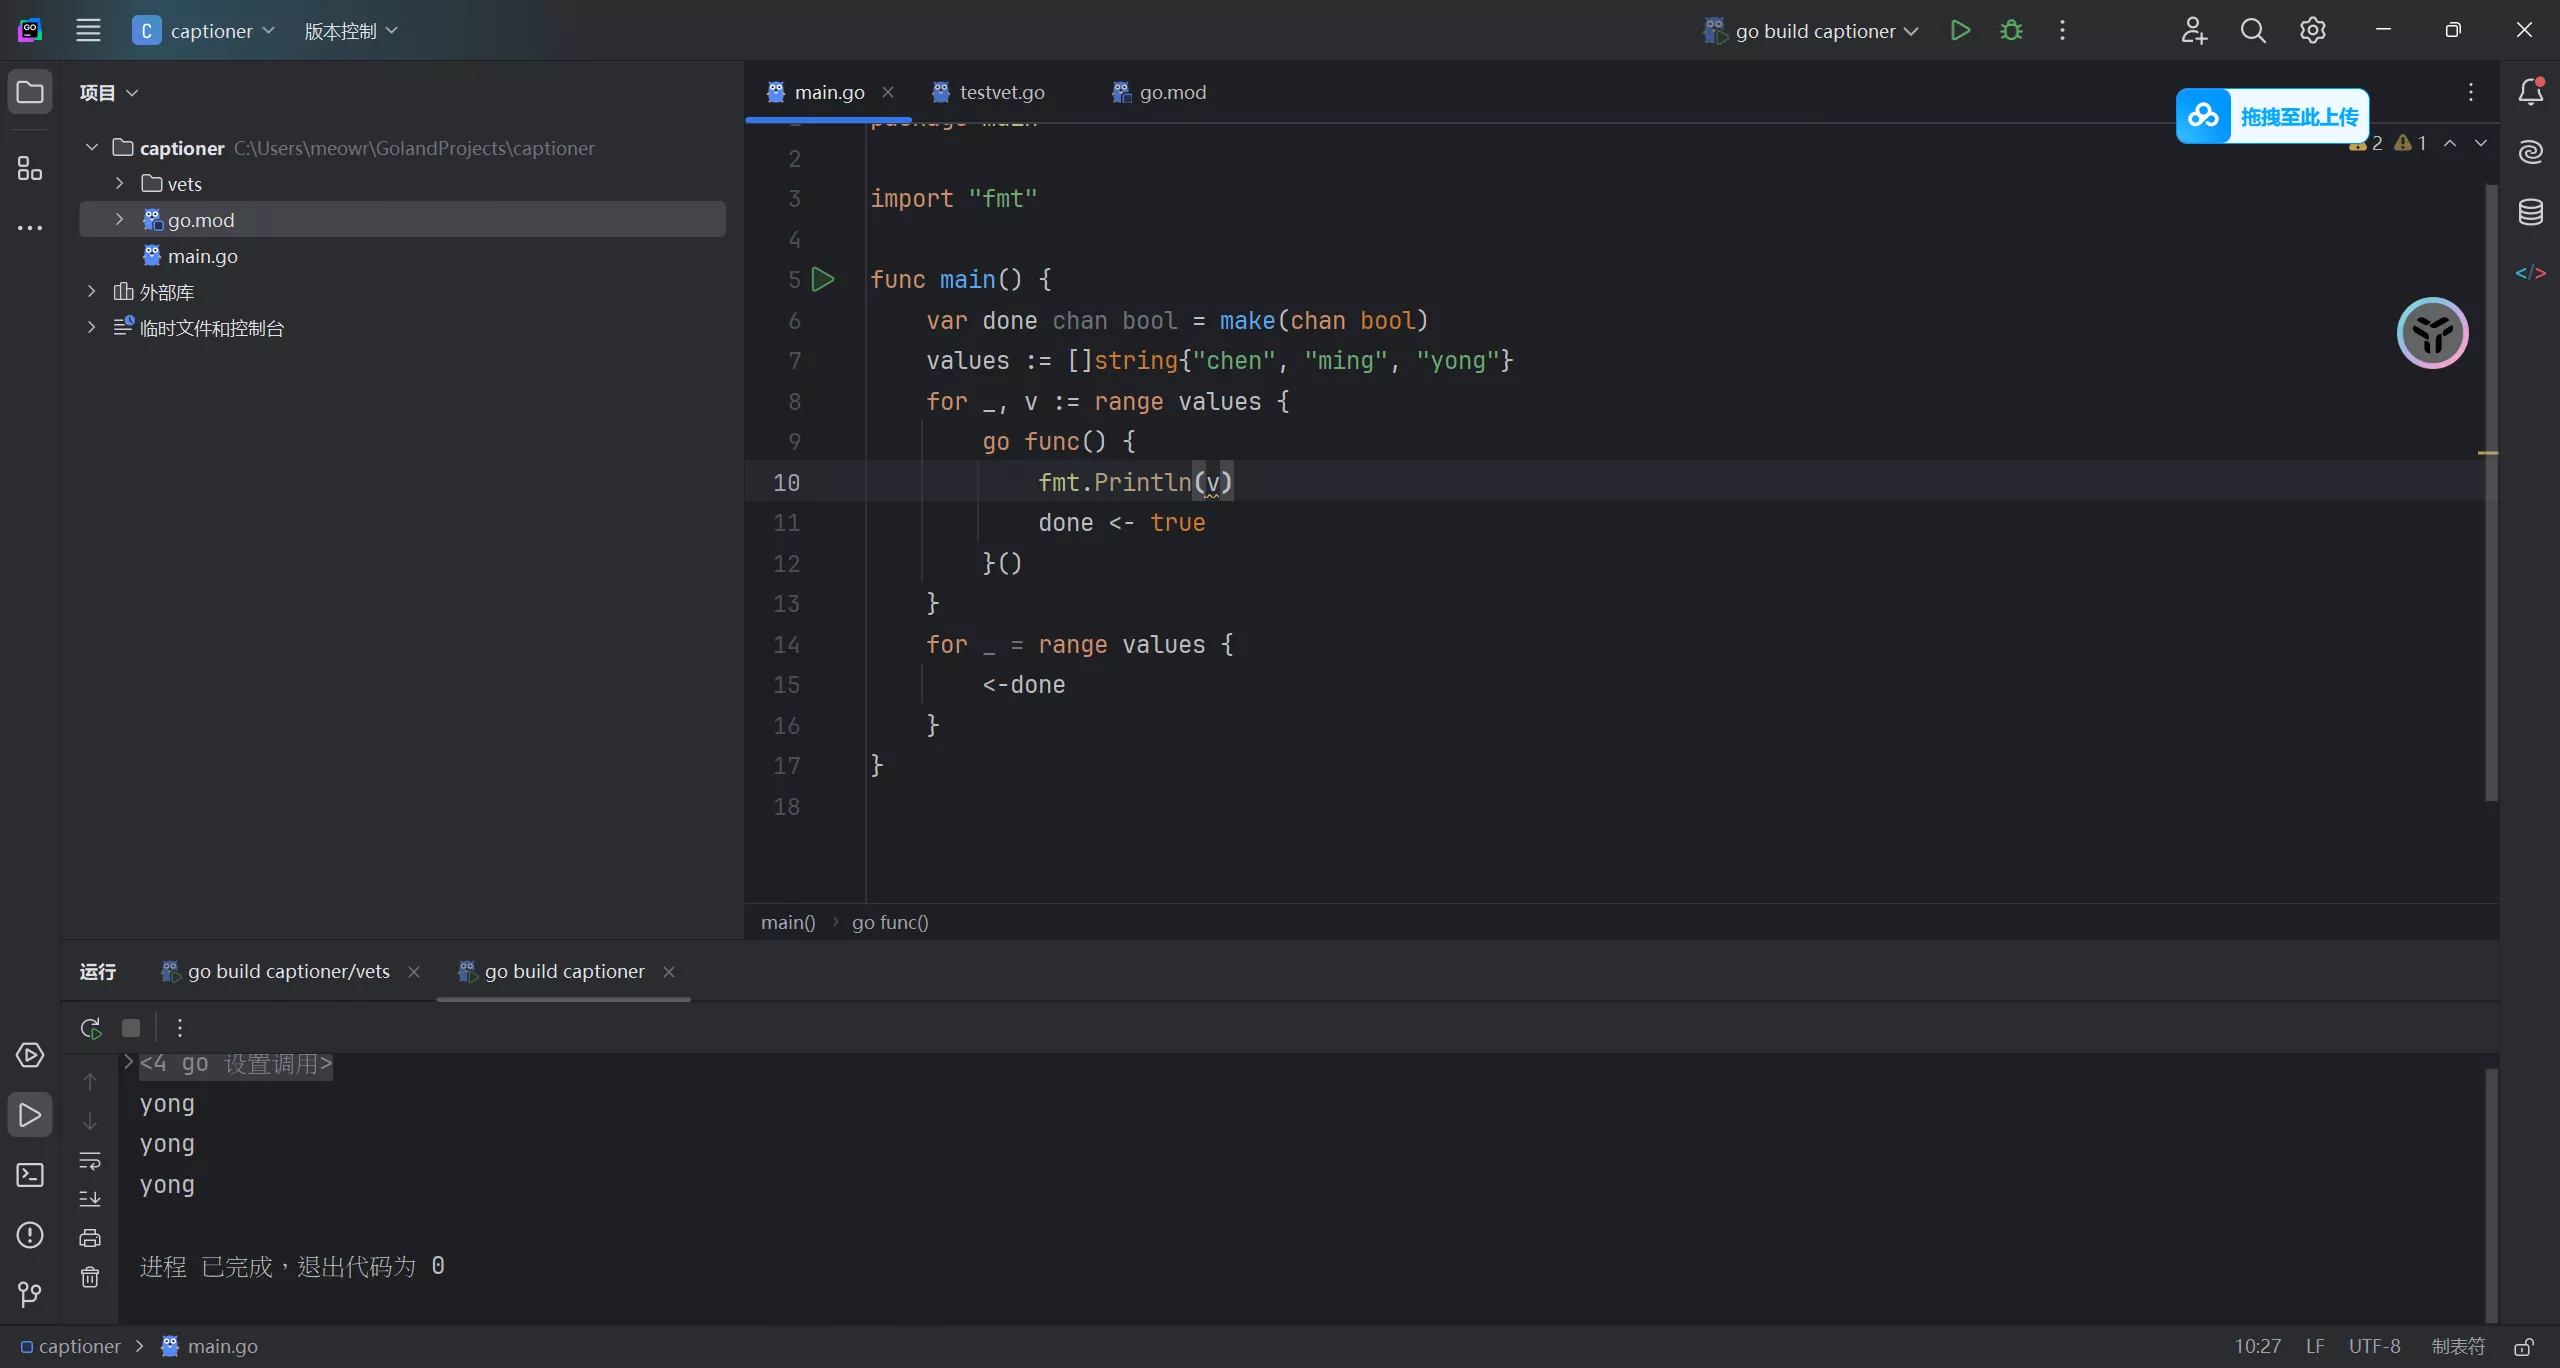 captioner
版本控制
go build captioner
项目
main.go
testvet.go
go.mod
拖拽至此上传
captioner C:\Users\meowr\GolandProjects\captioner
vets
go.mod
main.go
外部库
临时文件和控制台
2 1
2
3 import "fmt"
4
5 func main() {
6 var done chan bool = make(chan bool)
7 values := []string{"chen", "ming", "yong"}
8 for _, v := range values {
9 go func() {
10 fmt.Println(v)
11 done <- true
12 }()
13 }
14 for _ = range values {
15 <-done
16 }
17 }
18
main() › go func()
运行
go build captioner/vets
go build captioner
<4 go 设置调用>
yong
yong
yong
进程 已完成，退出代码为 0
captioner > main.go
10:27 LF UTF-8 制表符